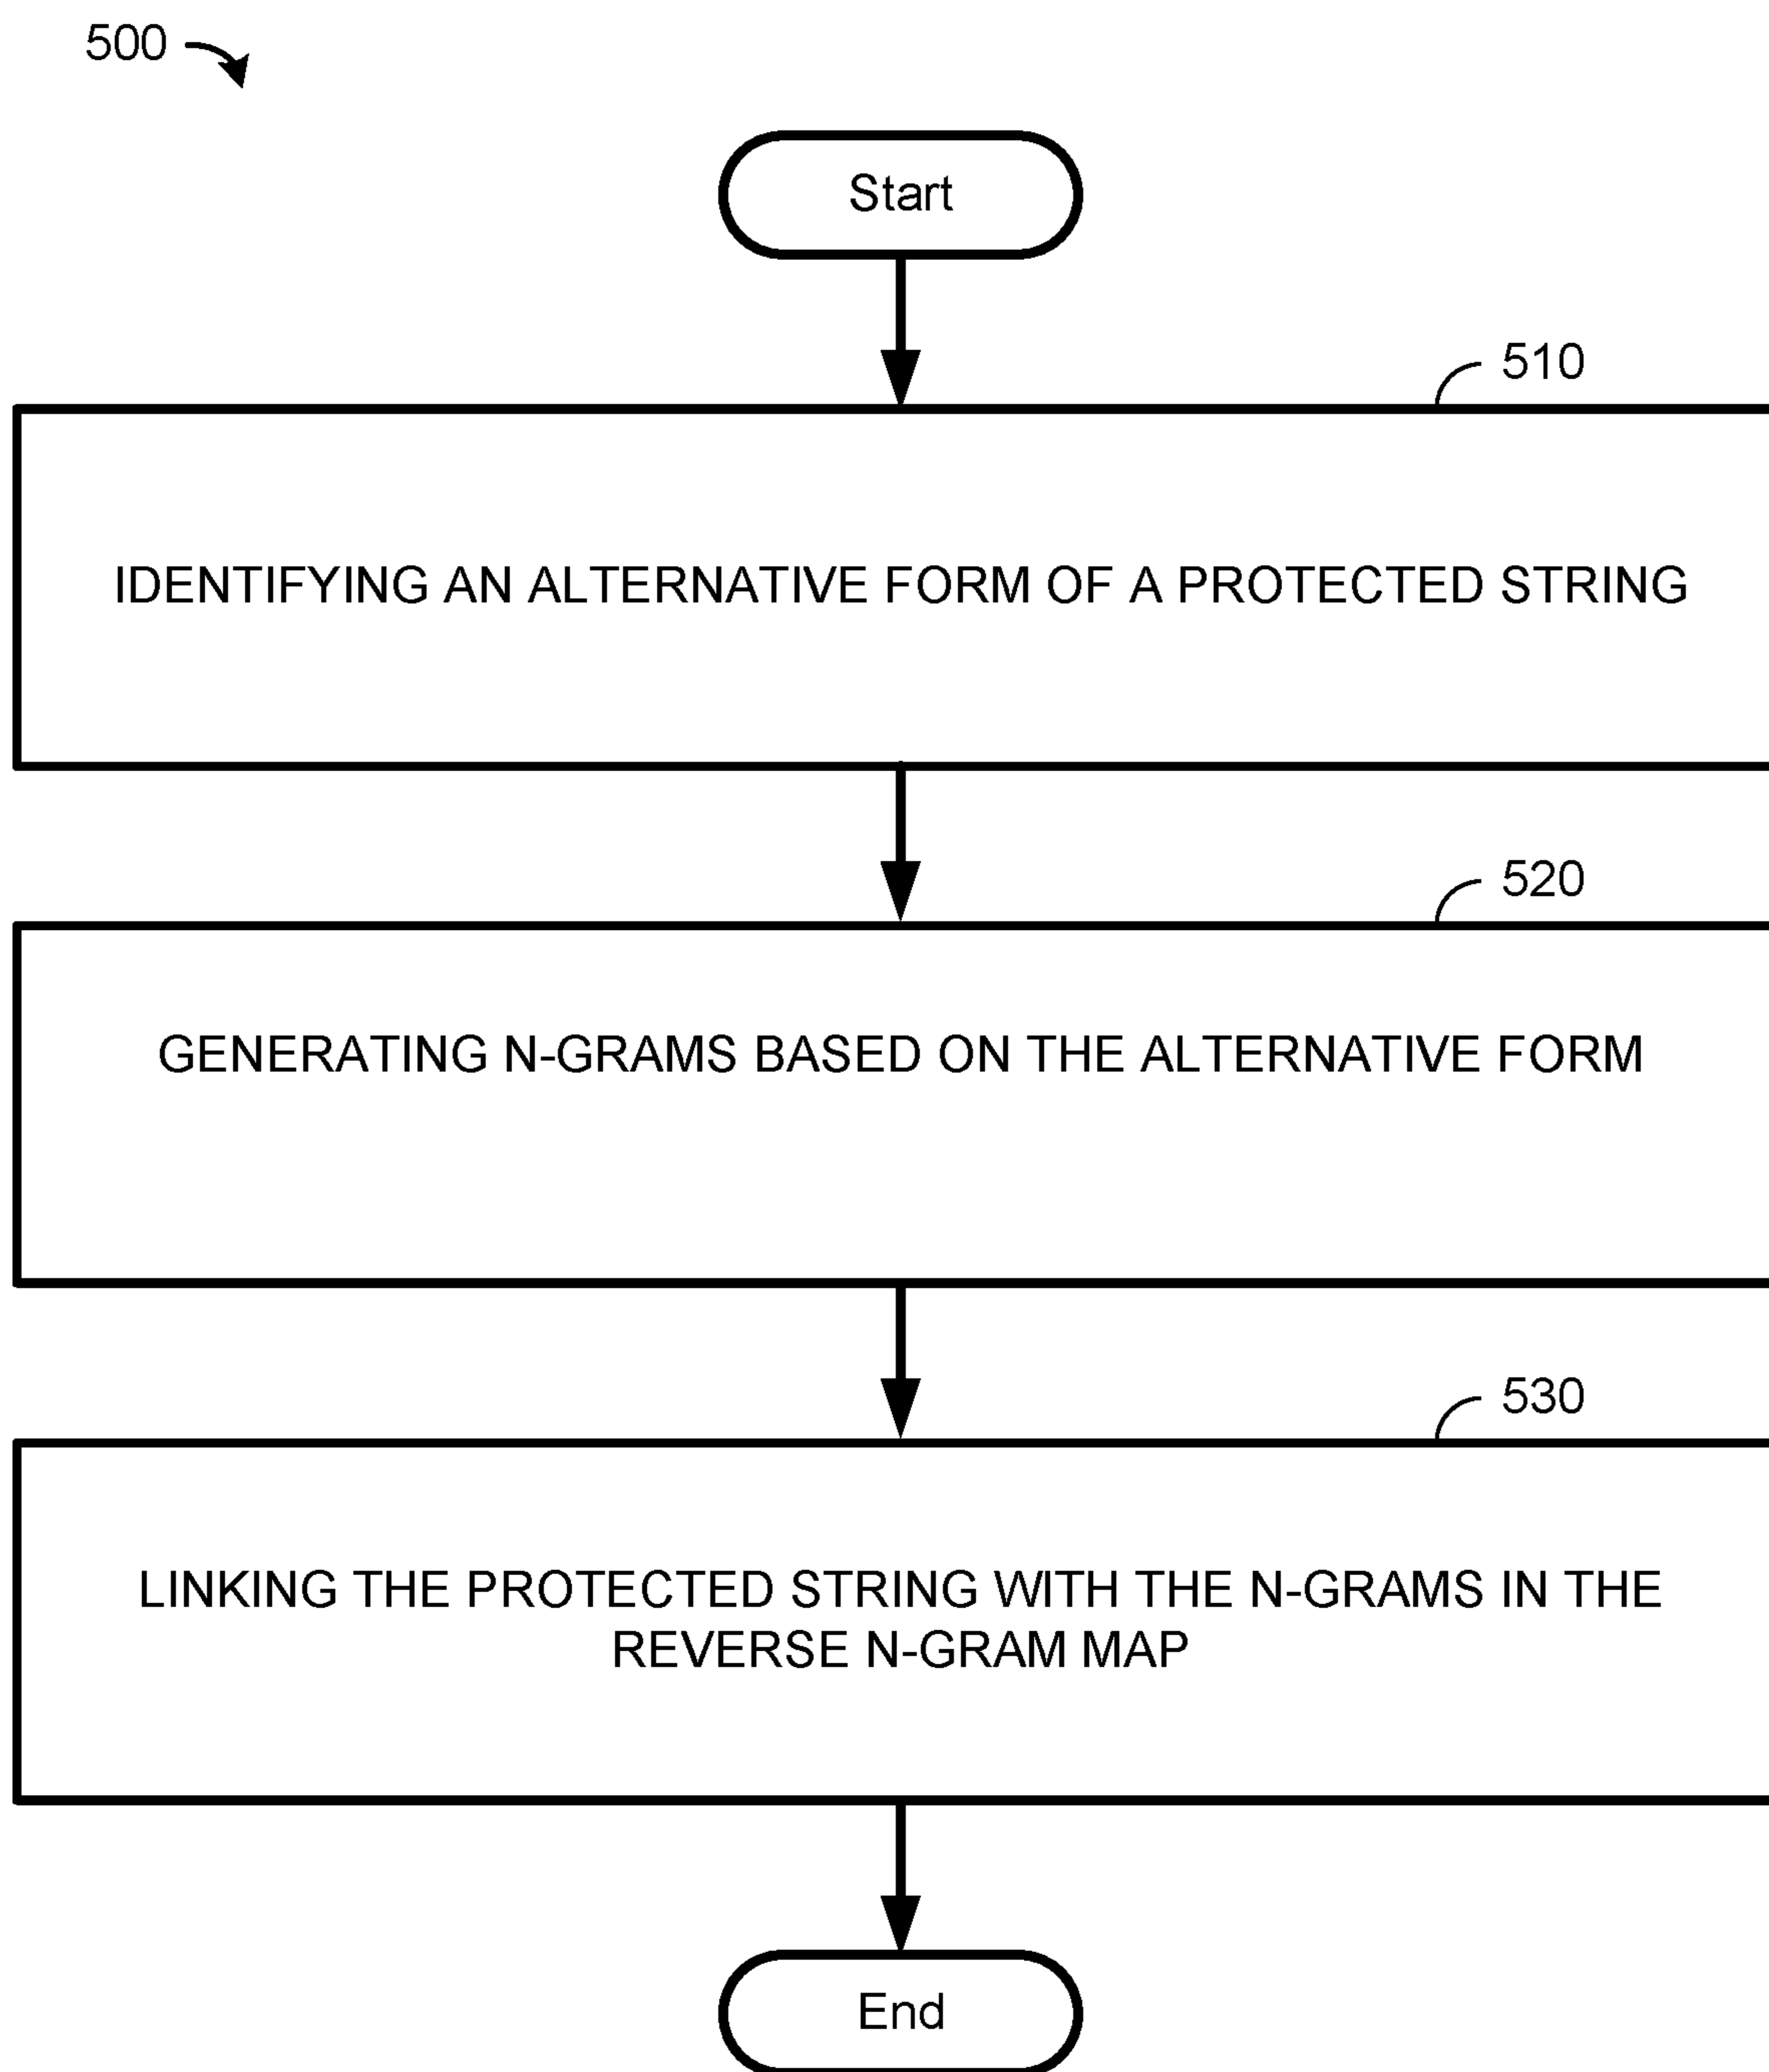 500
Start
510
IDENTIFYING AN ALTERNATIVE FORM OF A PROTECTED STRING
520
GENERATING N-GRAMS BASED ON THE ALTERNATIVE FORM
530
LINKING THE PROTECTED STRING WITH THE N-GRAMS IN THE
REVERSE N-GRAM MAP
End